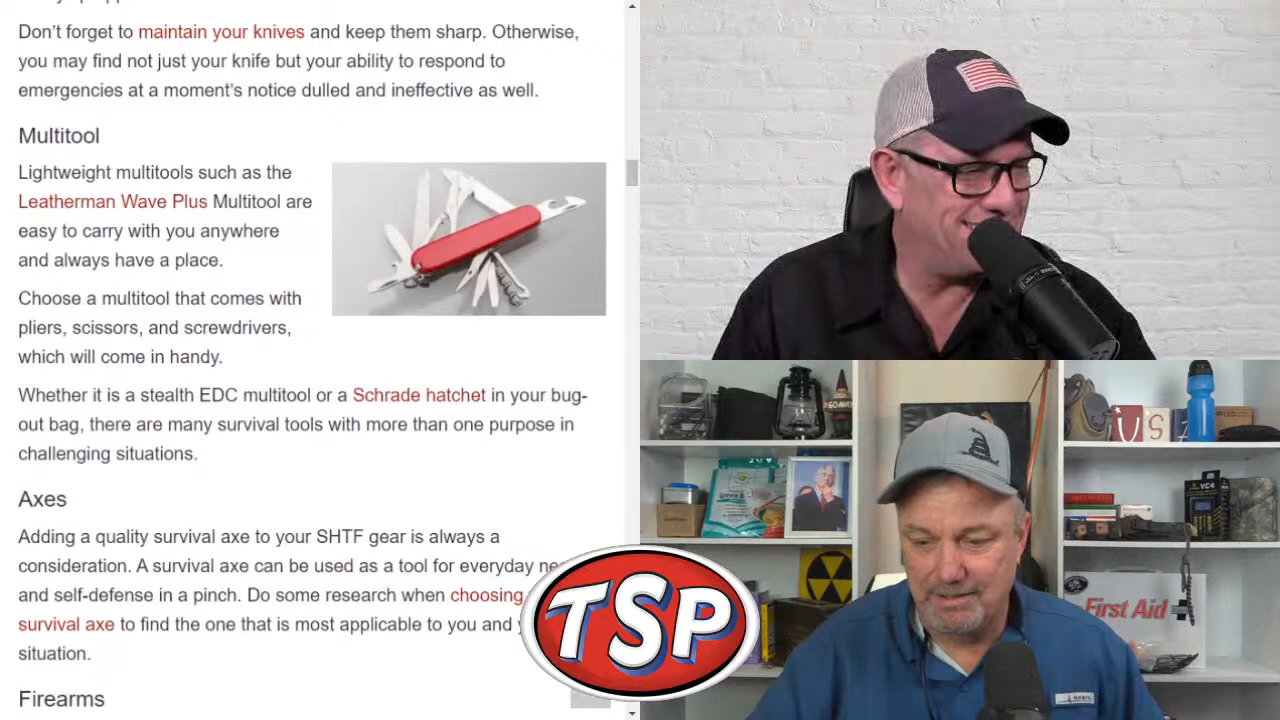 Don't forget to maintain your knives and keep them sharp. Otherwise,
you may find not just your knife but your ability to respond to
emergencies at a moment's notice dulled and ineffective as well.
Multitool
Lightweight multitools such as the
Leatherman Wave Plus Multitool are
easy to carry with you anywhere
and always have a place.
Choose a multitool that comes with
pliers, scissors, and screwdrivers,
which will come in handy.
Whether it is a stealth EDC multitool or a Schrade hatchet in your bug-
out bag, there are many survival tools with more than one purpose in
challenging situations.
Axes
Adding a quality survival axe to your SHTF gear is always a
consideration. A survival axe can be used as a tool for everyday
and self-defense in a pinch. Do some research when choosing
survival axe to find the one that is most applicable to you and
situation.
Firearms
TSP
GO AWAY
U S
VC4
First Aid